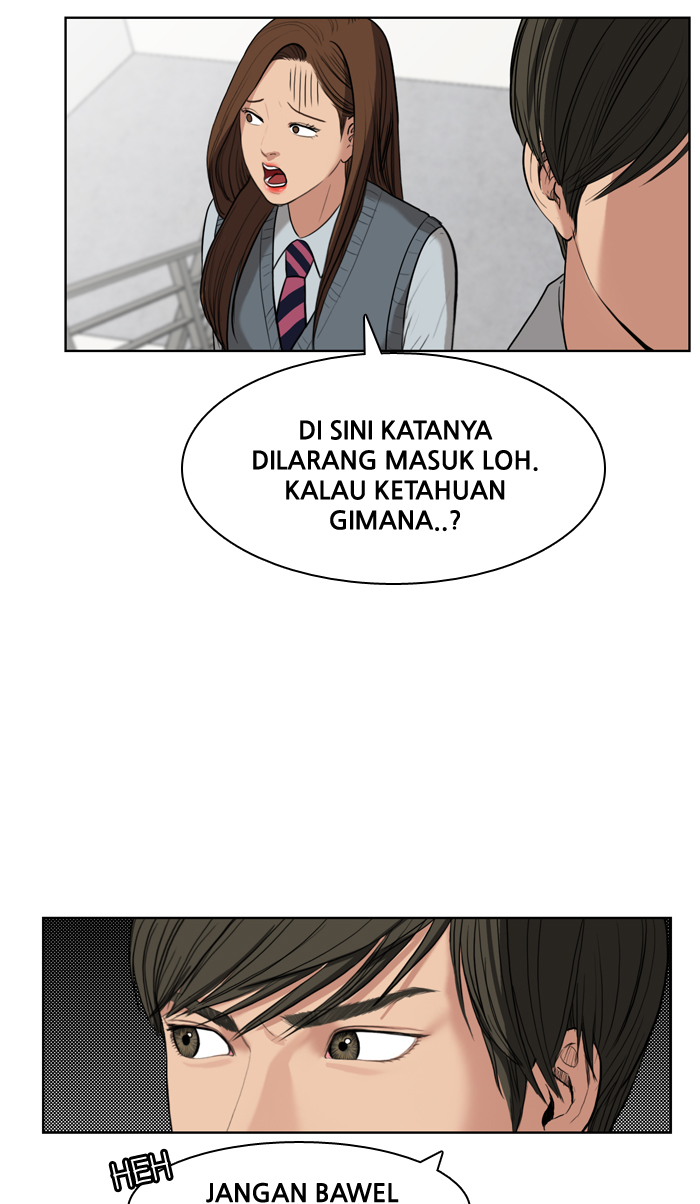 DI SINI KATANYA
DILARANG MASUK LOH.
KALAU KETAHUAN
GIMANA..?
HEH
JANGAN BAWEL